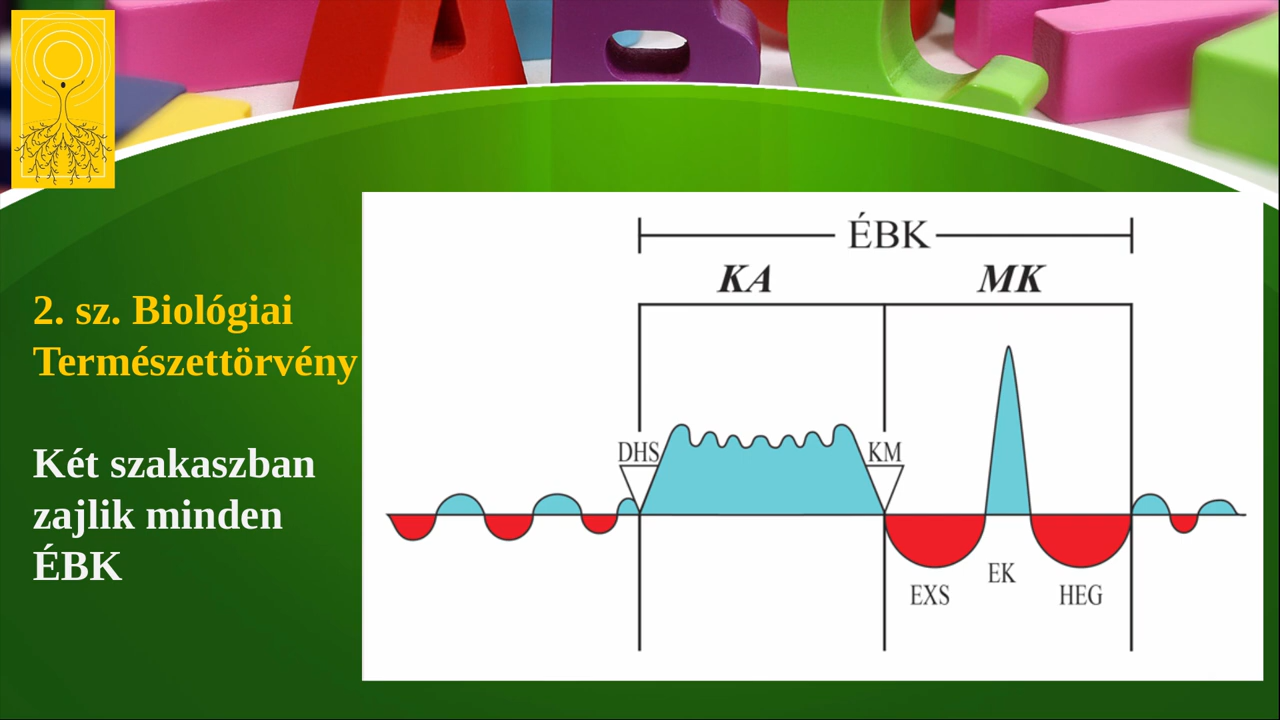 2. sz. Biológiai
Természettörvény
Két szakaszban
zajlik minden
ÉBK
ÉBK
KA
MK
DHS
KM
EXS
EK
HEG